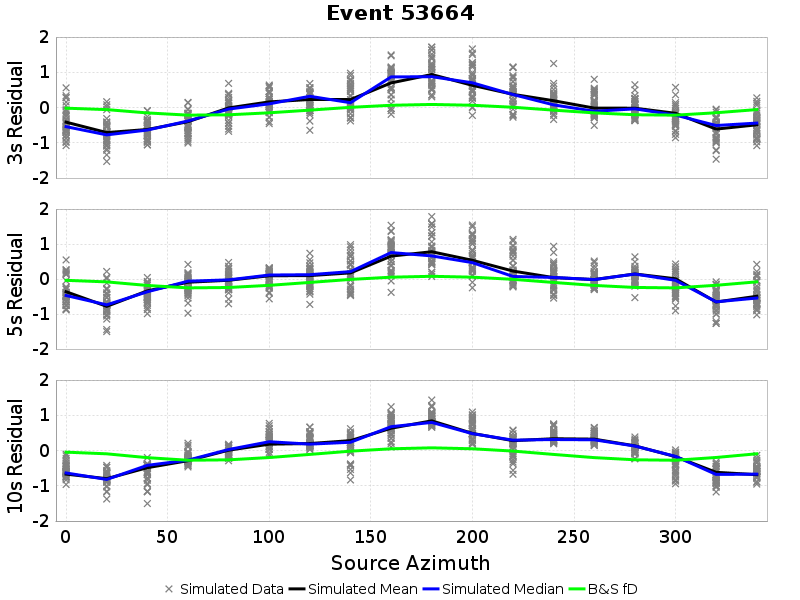 Event 53664
3s Residual
2
1
0
-1
-2
5s Residual
2
1
0
-1
-2
10s Residual
2
1
0
-1
-2
0 50 100 150 200 250 300
Source Azimuth
Simulated Data Simulated Mean Simulated Median B&S fD